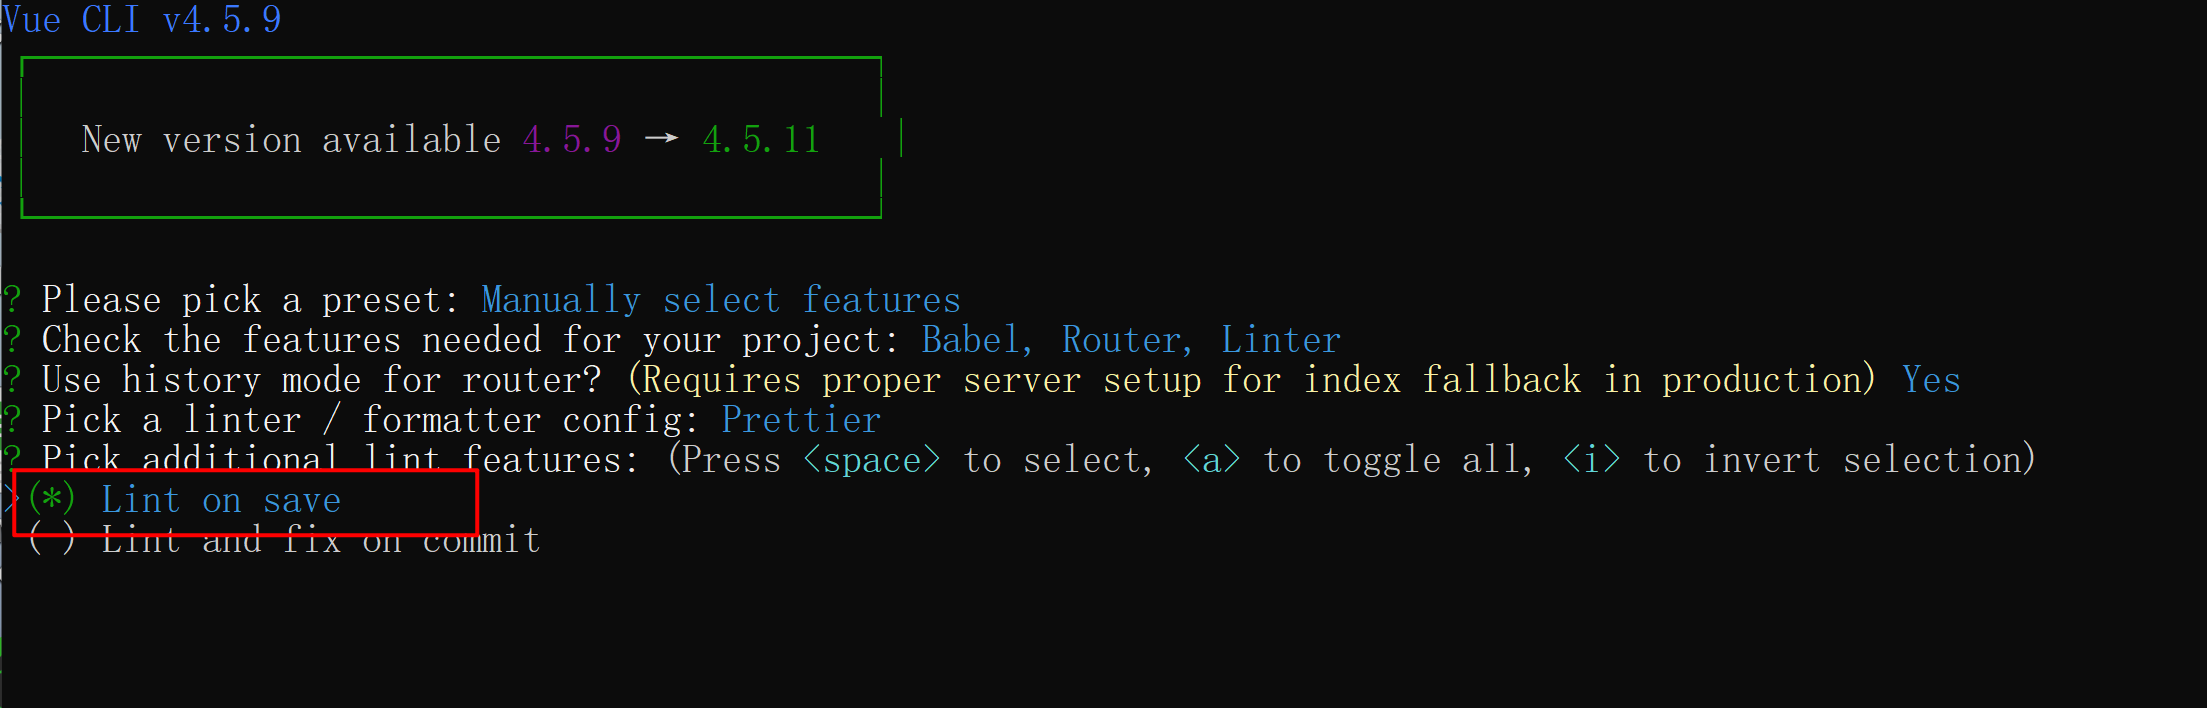 Vue CLI v4.5.9
New version available 4.5.9 → 4.5.11
? Please pick a preset: Manually select features
? Check the features needed for your project: Babel, Router, Linter
? Use history mode for router? (Requires proper server setup for index fallback in production) Yes
? Pick a linter / formatter config: Prettier
? Pick additional lint features: (Press <space> to select, <a> to toggle all, <i> to invert selection)
>(*) Lint on save
( ) Lint and fix on commit